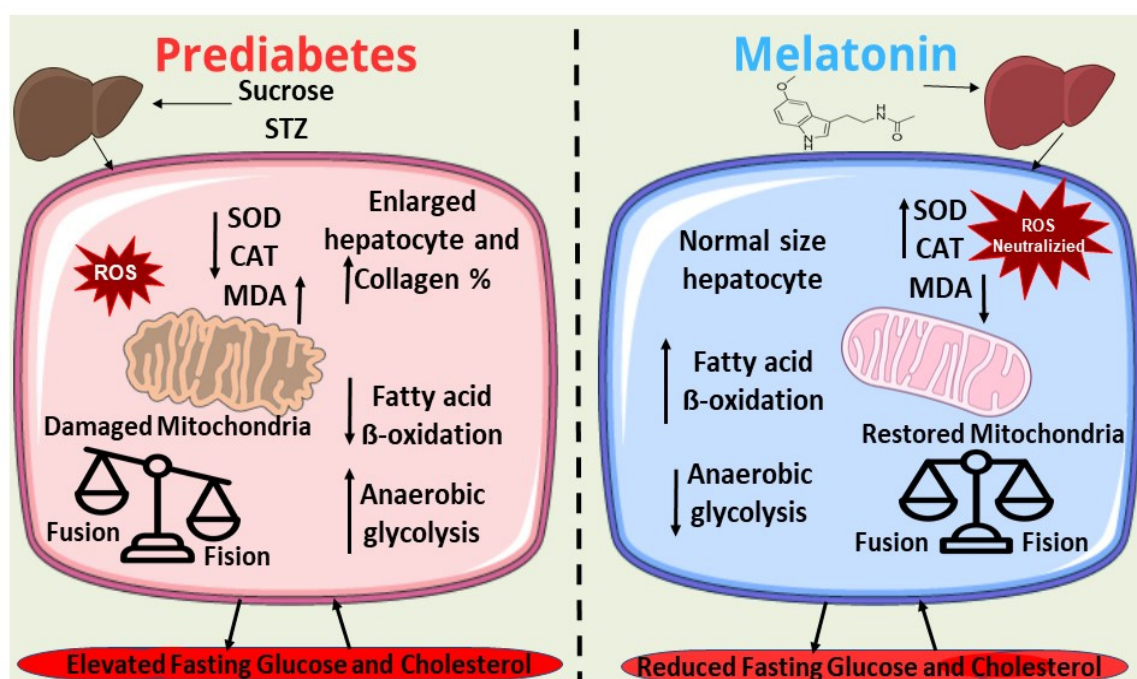 Prediabetes
Sucrose
STZ
ROS
SOD
CAT
MDA
Enlarged
hepatocyte and
Collagen %
Damaged Mitochondria
Fatty acid
ß-oxidation
Anaerobic
glycolysis
Fusion
Fision
Elevated Fasting Glucose and Cholesterol
Melatonin
O
H
N
O
N
H
Normal size
hepatocyte
SOD
CAT
MDA
ROS
Neutralizied
Fatty acid
ß-oxidation
Restored Mitochondria
Anaerobic
glycolysis
Fusion
Fision
Reduced Fasting Glucose and Cholesterol